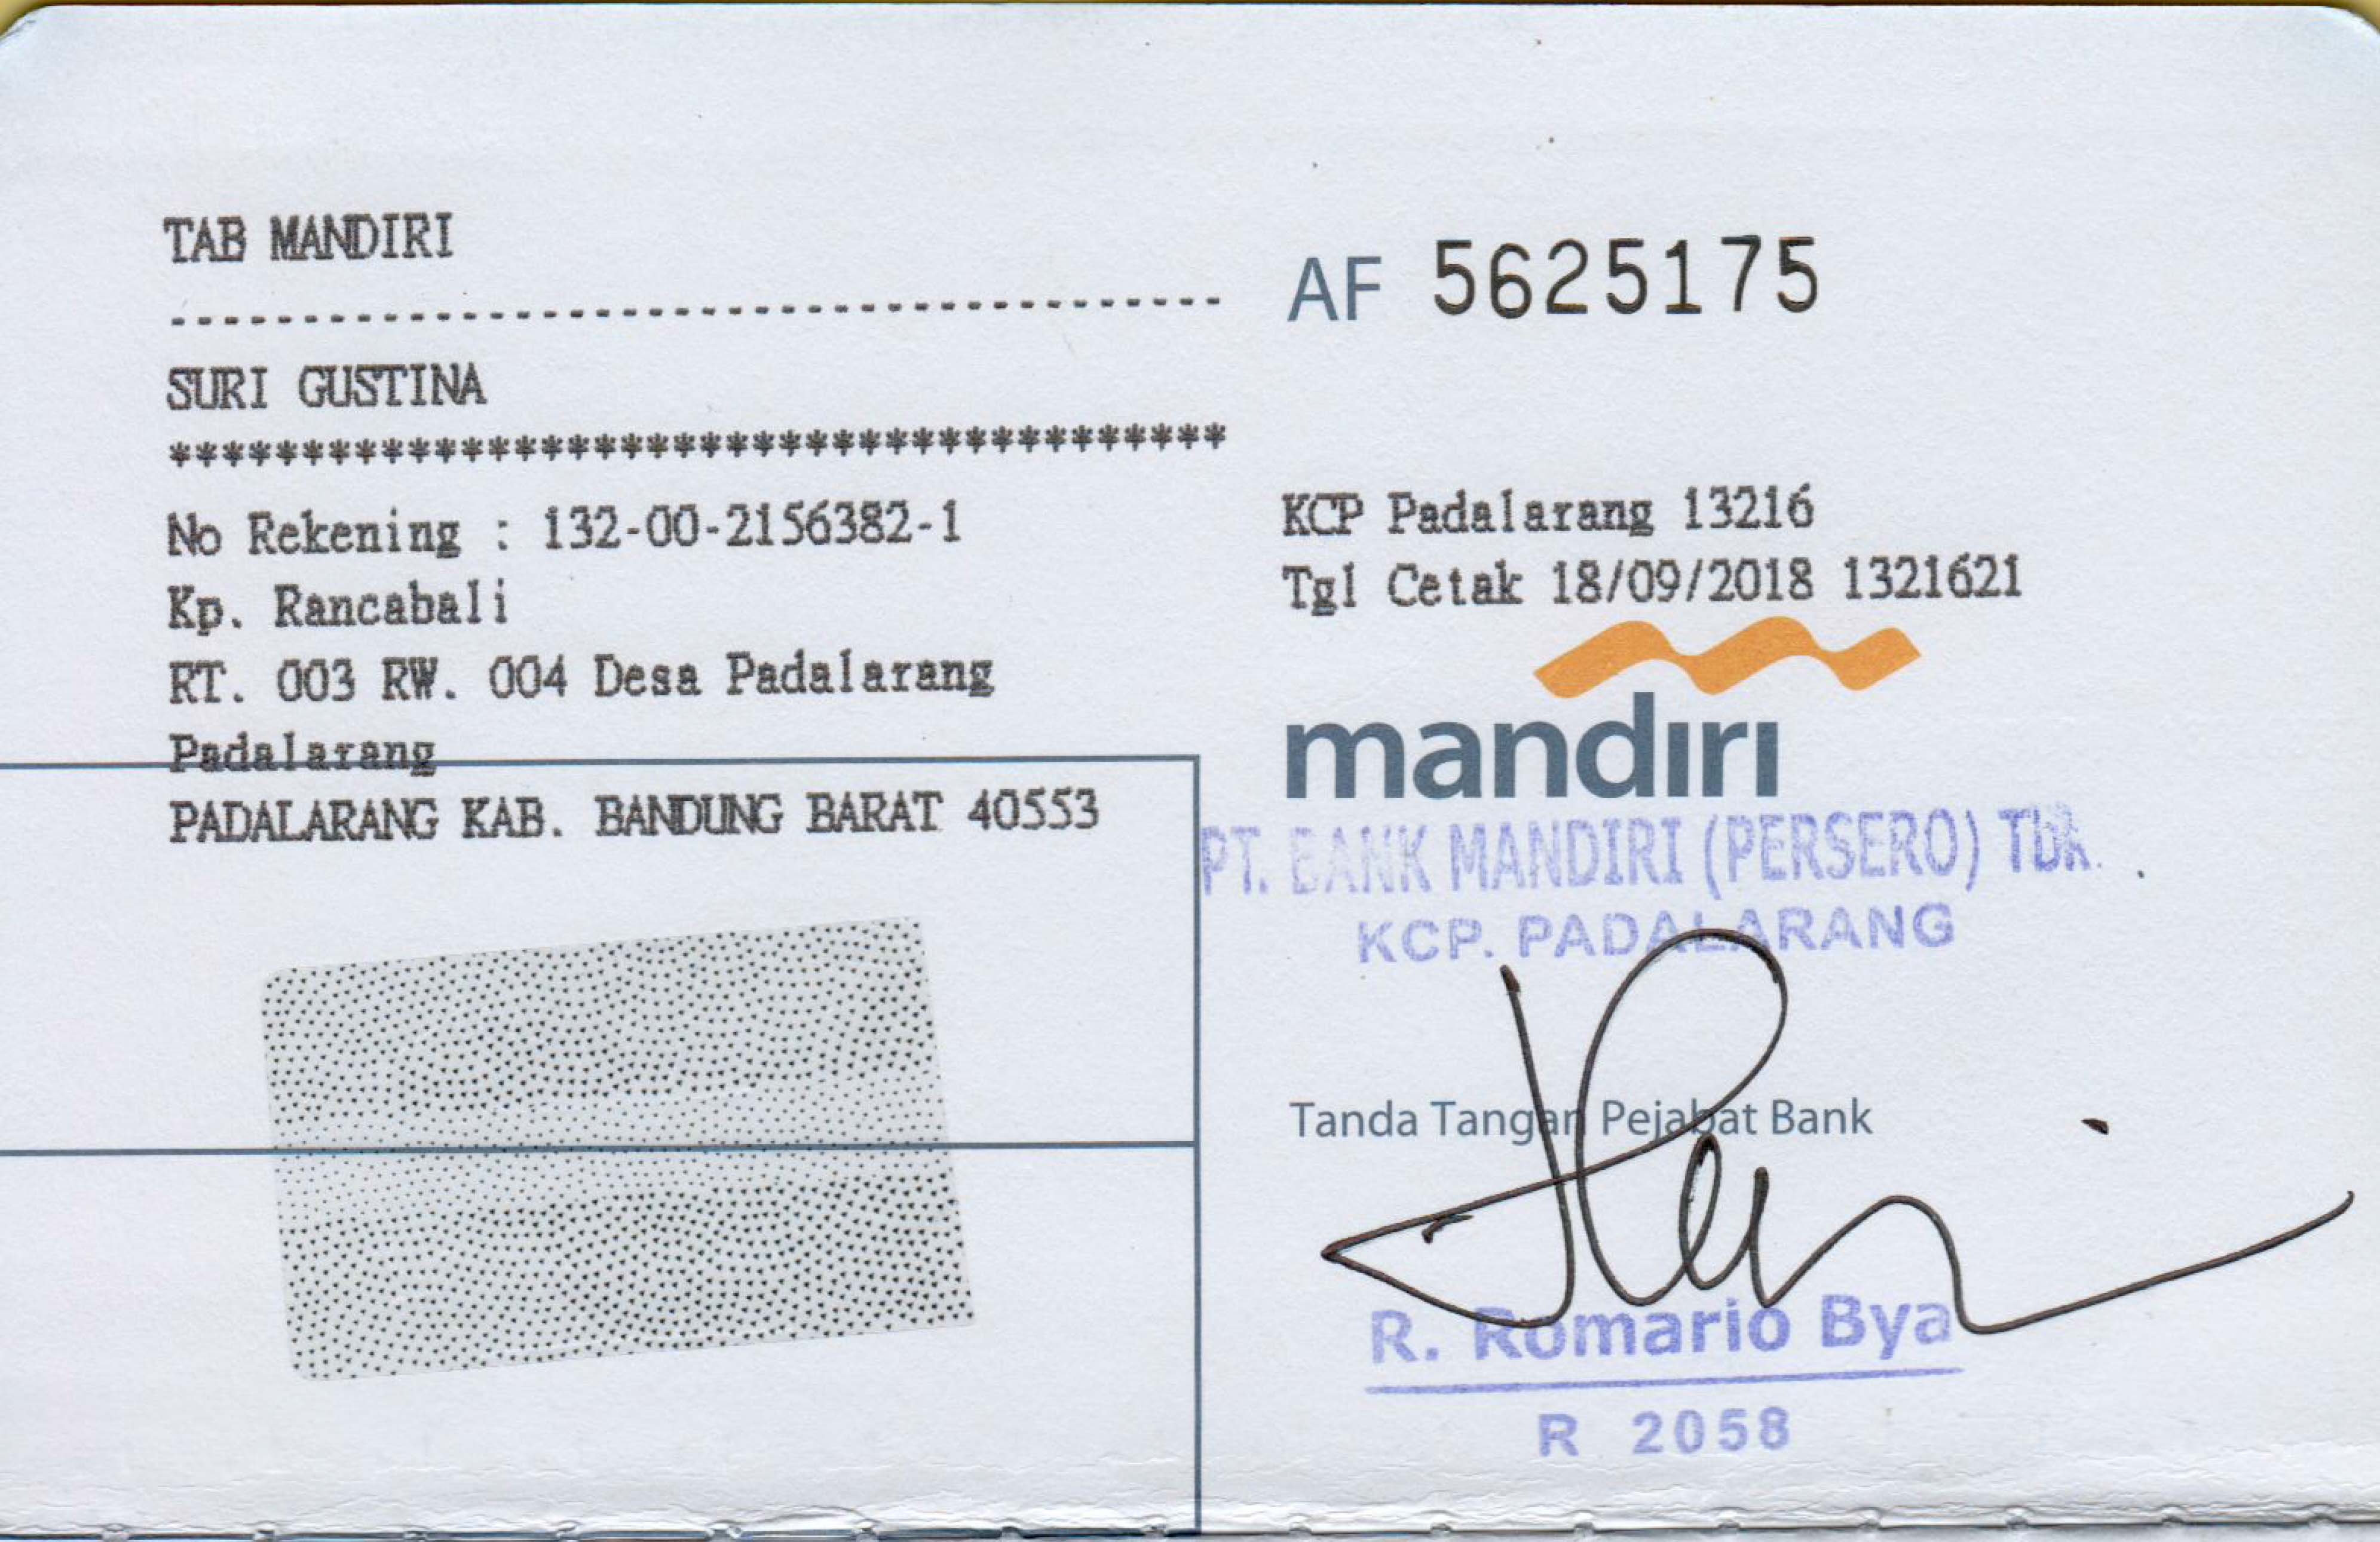 TAB MANDIRI
----------------------------------------
SURI GUSTINA
****************************************
No Rekening : 132-00-2156382-1
Kp. Rancabali
RT. 003 RW. 004 Desa Padalarang
Padalarang
PADALARANG KAB. BANDUNG BARAT 40553
AF 5625175
KCP Padalarang 13216
Tgl Cetak 18/09/2018 1321621
mandiri
PT. BANK MANDIRI (PERSERO) Tbk.
KCP. PADALARANG
Tanda Tangan Pejabat Bank
R. Romario Bya
R 2058